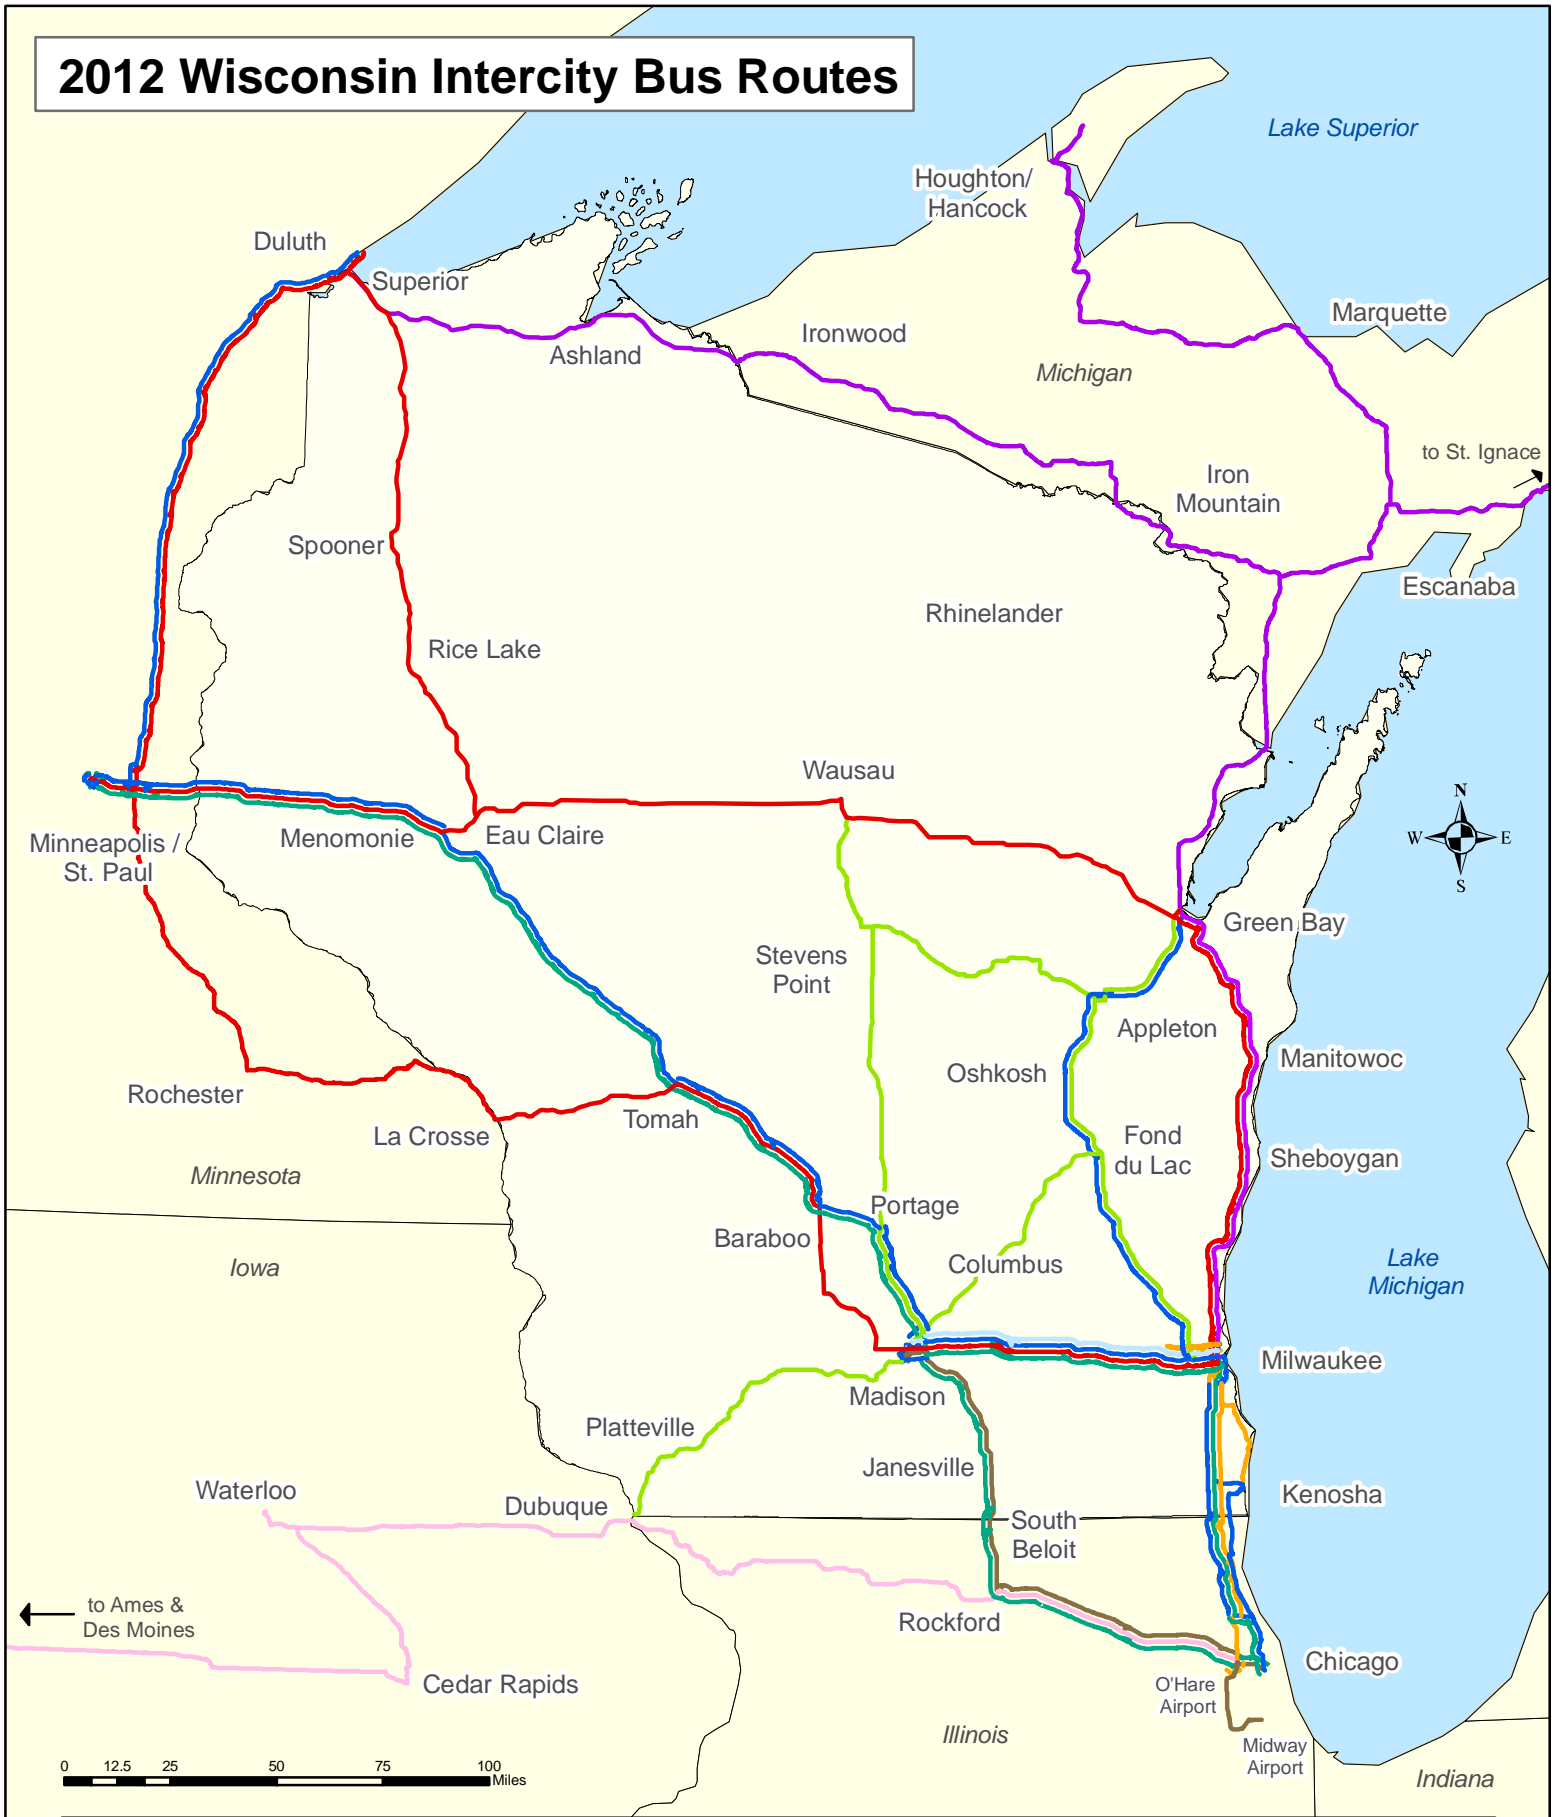 2012 Wisconsin Intercity Bus Routes
Lake Superior
Houghton/
Hancock
Duluth
Superior
Marquette
Ironwood
Ashland
Michigan
to St. Ignace
Iron
Mountain
Spooner
Escanaba
Rhinelander
Rice Lake
Wausau
N
W
E
S
Menomonie
Eau Claire
Minneapolis /
St. Paul
Green Bay
Stevens
Point
Appleton
Manitowoc
Oshkosh
Rochester
Tomah
La Crosse
Fond
du Lac
Sheboygan
Minnesota
Portage
Baraboo
Iowa
Columbus
Lake
Michigan
Milwaukee
Madison
Platteville
Janesville
Waterloo
Dubuque
Kenosha
South
Beloit
to Ames &
Des Moines
Rockford
Chicago
Cedar Rapids
O'Hare
Airport
Illinois
Midway
Airport
Indiana
0 12.5 25 50 75 100
Miles